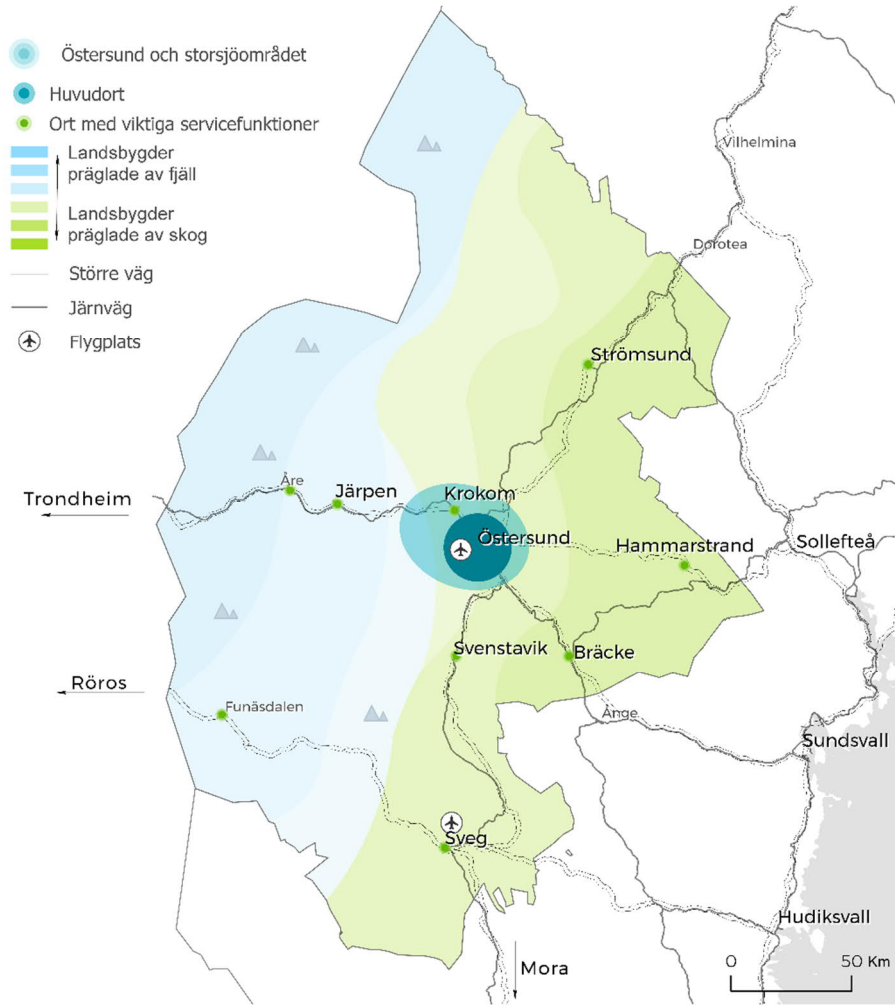 Östersund och storsjöområdet
Huvudort
Ort med viktiga servicefunktioner
Landsbygder
präglade av fjäll
Landsbygder
präglade av skog
Större väg
Järnväg
Flygplats
Vilhelmina
Dorotea
Strömsund
Åre
Järpen
Krokom
Trondheim
Östersund
Hammarstrand
Sollefteå
Svenstavik
Bräcke
Röros
Funäsdalen
Ånge
Sundsvall
Sveg
Hudiksvall
Mora
0 50 Km